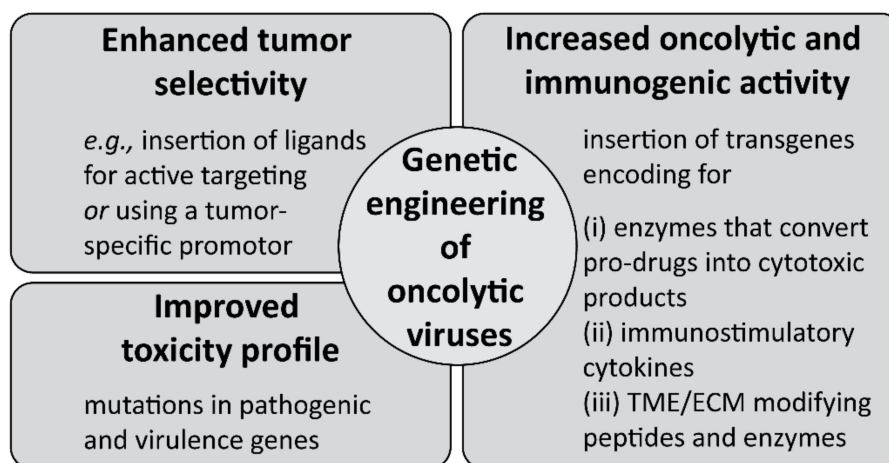 Enhanced tumor
selectivity
e.g., insertion of ligands
for active targeting
or using a tumor-
specific promotor
Improved
toxicity profile
mutations in pathogenic
and virulence genes
Genetic
engineering
of
oncolytic
viruses
Increased oncolytic and
immunogenic activity
insertion of transgenes
encoding for
(i) enzymes that convert
pro-drugs into cytotoxic
products
(ii) immunostimulatory
cytokines
(iii) TME/ECM modifying
peptides and enzymes